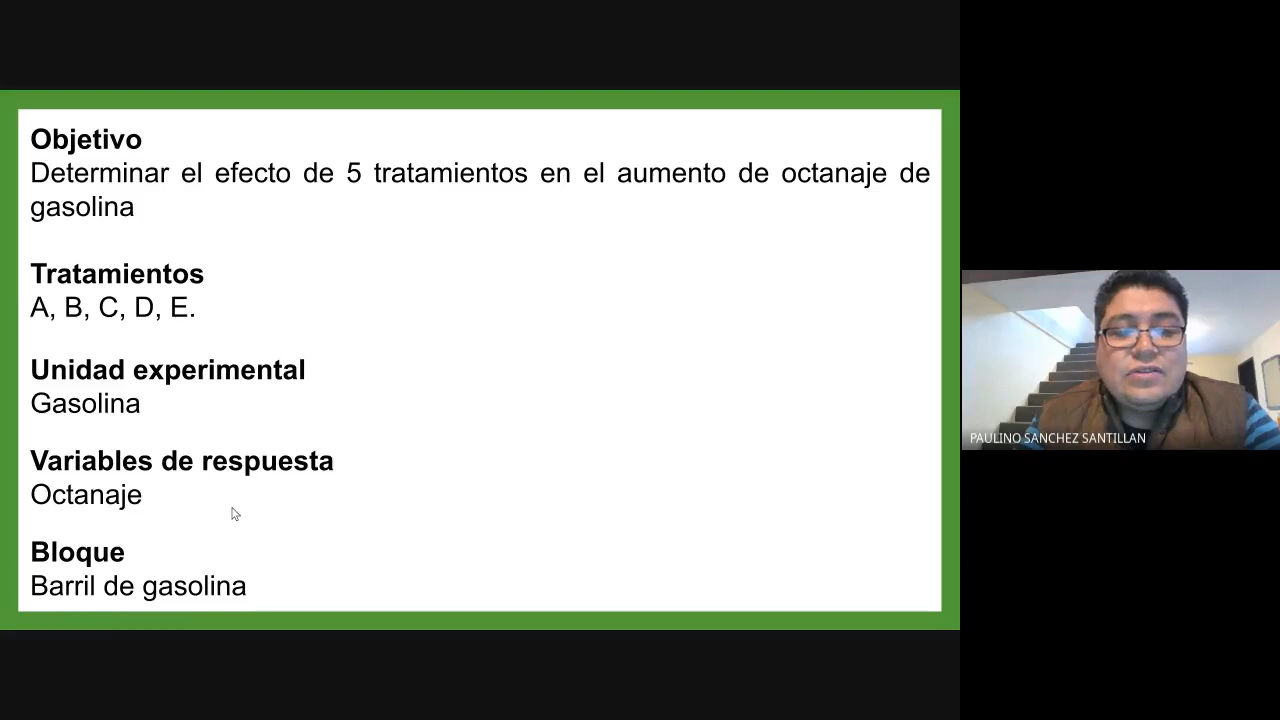 Objetivo
Determinar el efecto de 5 tratamientos en el aumento de octanaje de
gasolina
Tratamientos
A, B, C, D, E.
Unidad experimental
Gasolina
Variables de respuesta
Octanaje
Bloque
Barril de gasolina
PAULINO SANCHEZ SANTILLAN